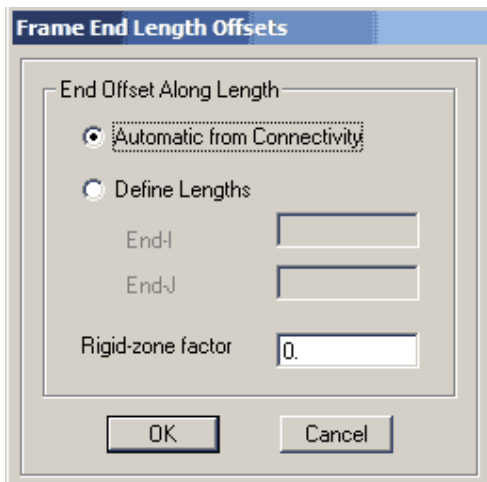 Frame End Length Offsets
End Offset Along Length
Automatic from Connectivity
Define Lengths
End-I
End-J
Rigid-zone factor 0.
OK Cancel